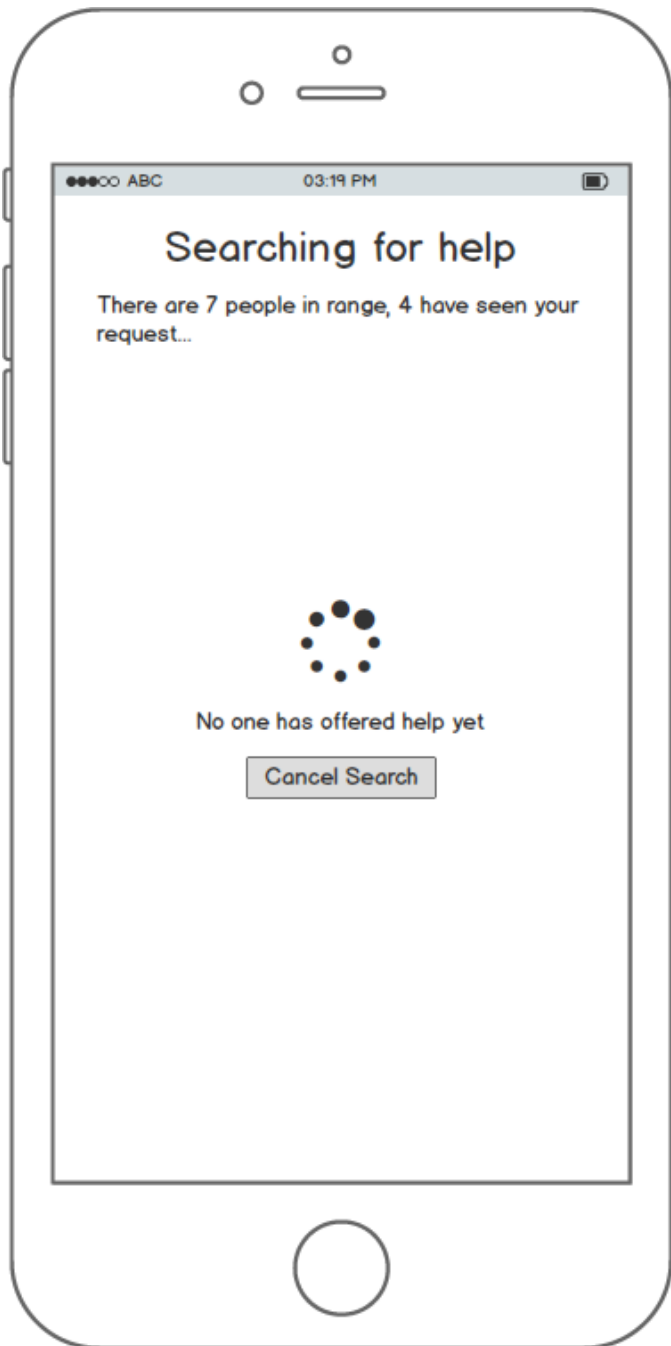 ABC 03:19 PM
Searching for help
There are 7 people in range, 4 have seen your
request...
No one has offered help yet
Cancel Search